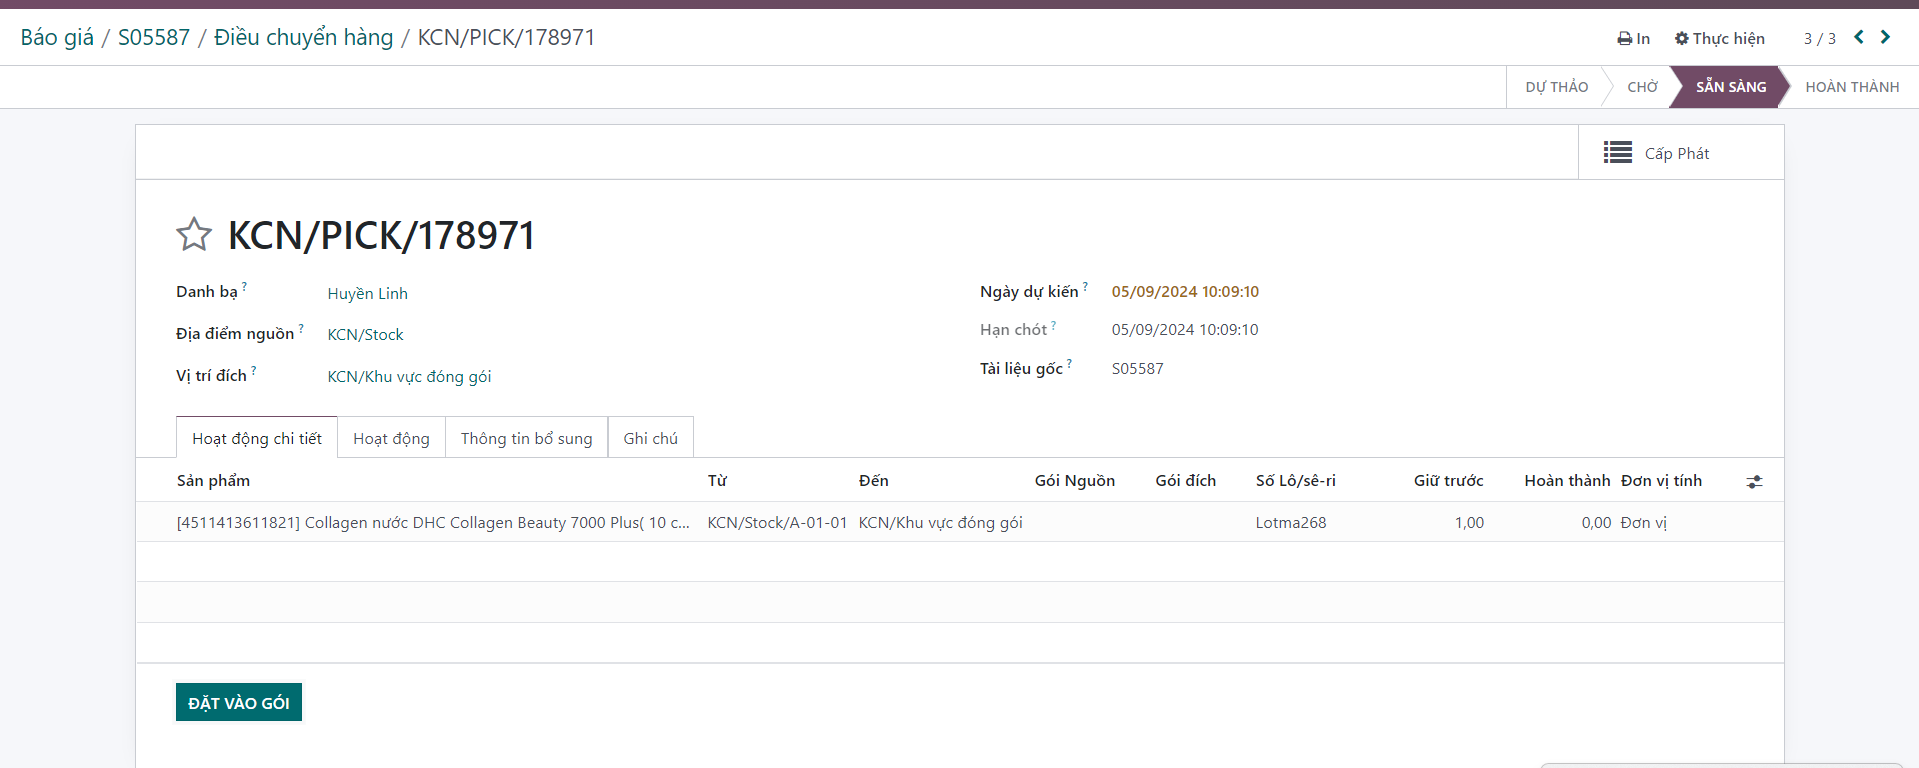 Báo giá / S05587 / Điều chuyển hàng / KCN/PICK/178971
In Thực hiện 3 / 3
DỰ THẢO CHỜ SẴN SÀNG HOÀN THÀNH
Cấp Phát
KCN/PICK/178971
Danh bạ ? Huyền Linh
Ngày dự kiến ? 05/09/2024 10:09:10
Địa điểm nguồn ? KCN/Stock
Hạn chót ? 05/09/2024 10:09:10
Vị trí đích ? KCN/Khu vực đóng gói
Tài liệu gốc ? S05587
Hoạt động chi tiết Hoạt động Thông tin bổ sung Ghi chú
Sản phẩm Từ Đến Gói Nguồn Gói đích Số Lô/sê-ri Giữ trước Hoàn thành Đơn vị tính
[4511413611821] Collagen nước DHC Collagen Beauty 7000 Plus( 10 c... KCN/Stock/A-01-01 KCN/Khu vực đóng gói Lotma268 1,00 0,00 Đơn vị
ĐẶT VÀO GÓI